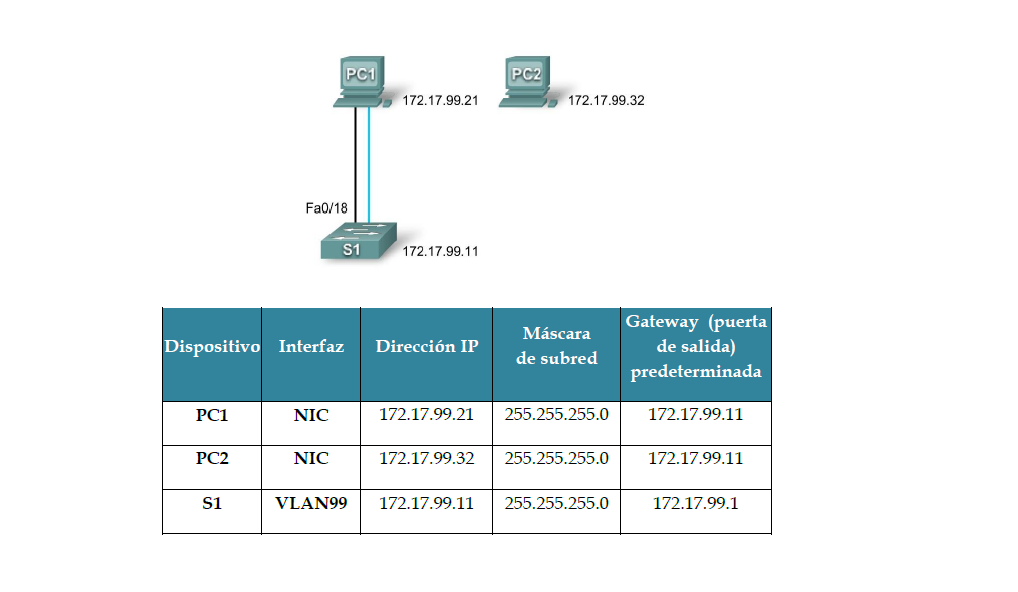 PC1
PC2
172.17.99.21
172.17.99.32
Fa0/18
S1
172.17.99.11
Dispositivo
Interfaz
Dirección IP
Máscara
de subred
Gateway (puerta
de salida)
predeterminada
PC1
NIC
172.17.99.21
255.255.255.0
172.17.99.11
PC2
NIC
172.17.99.32
255.255.255.0
172.17.99.11
S1
VLAN99
172.17.99.11
255.255.255.0
172.17.99.1